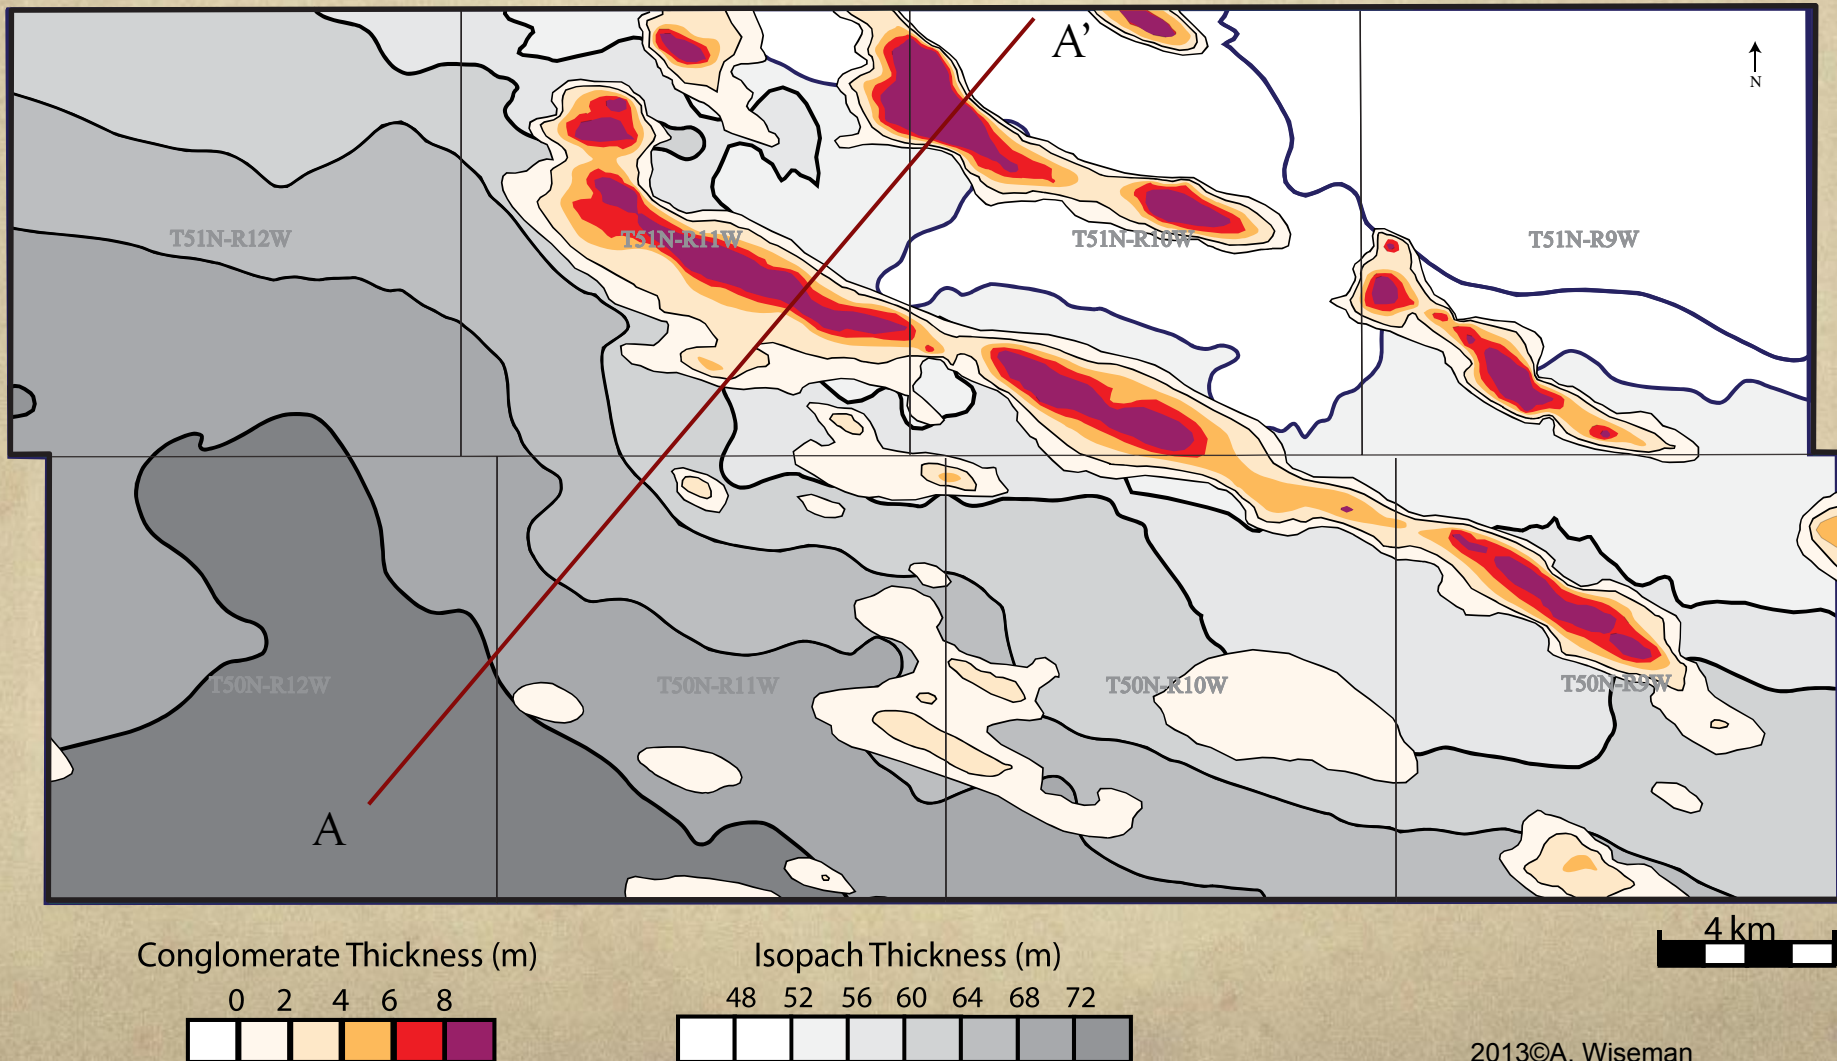 A’
N
T51N-R12W
T51N-R11W
T51N-R10W
T51N-R9W
T50N-R12W
T50N-R11W
T50N-R10W
T50N-R9W
A
4 km
Conglomerate Thickness (m)
0 2 4 6 8
Isopach Thickness (m)
48 52 56 60 64 68 72
2013©A. Wiseman